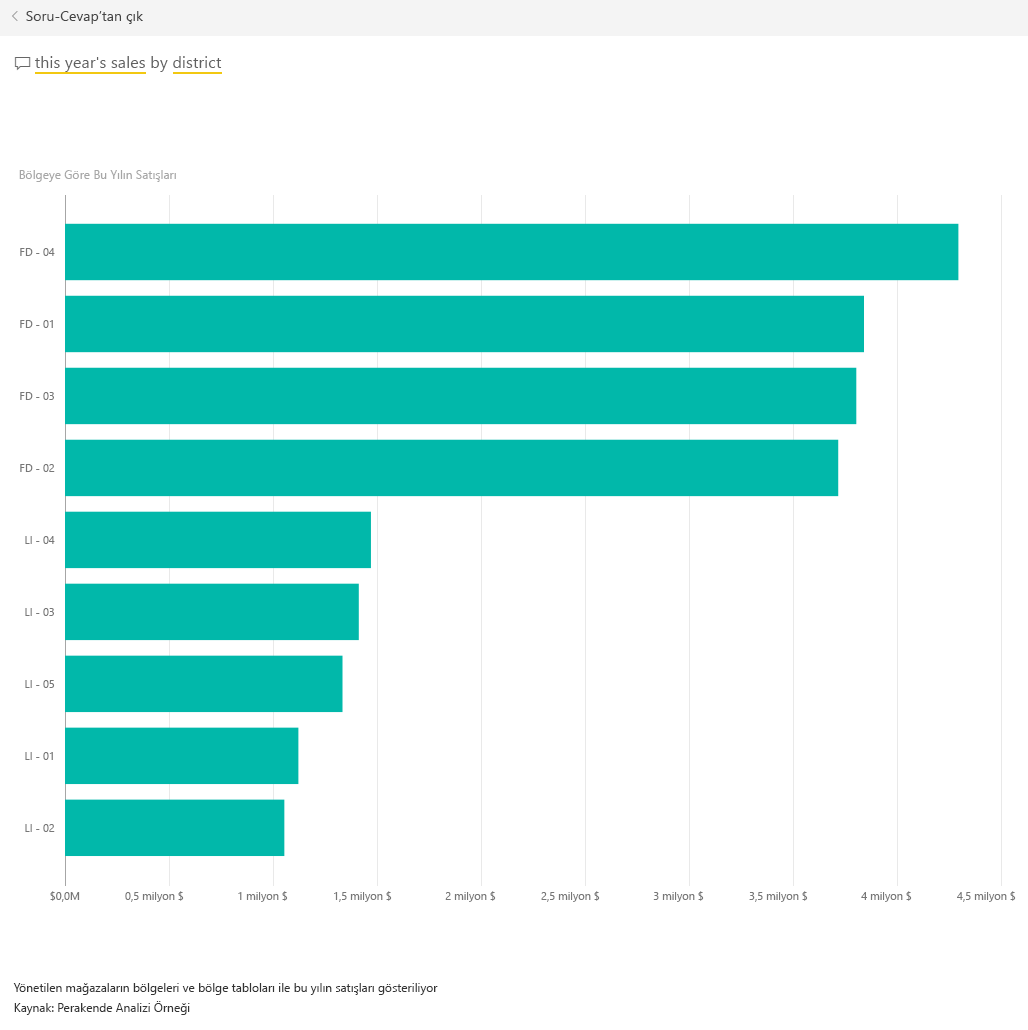 Soru-Cevap'tan çık
this year's sales by district
Bölgeye Göre Bu Yılın Satışları
FD - 04
FD - 01
FD - 03
FD - 02
LI - 04
LI - 03
LI - 05
LI - 01
LI - 02
$0,0M 0,5 milyon $ 1 milyon $ 1,5 milyon $ 2 milyon $ 2,5 milyon $ 3 milyon $ 3,5 milyon $ 4 milyon $ 4,5 milyon $
Yönetilen mağazaların bölgeleri ve bölge tabloları ile bu yılın satışları gösteriliyor
Kaynak: Perakende Analizi Örneği